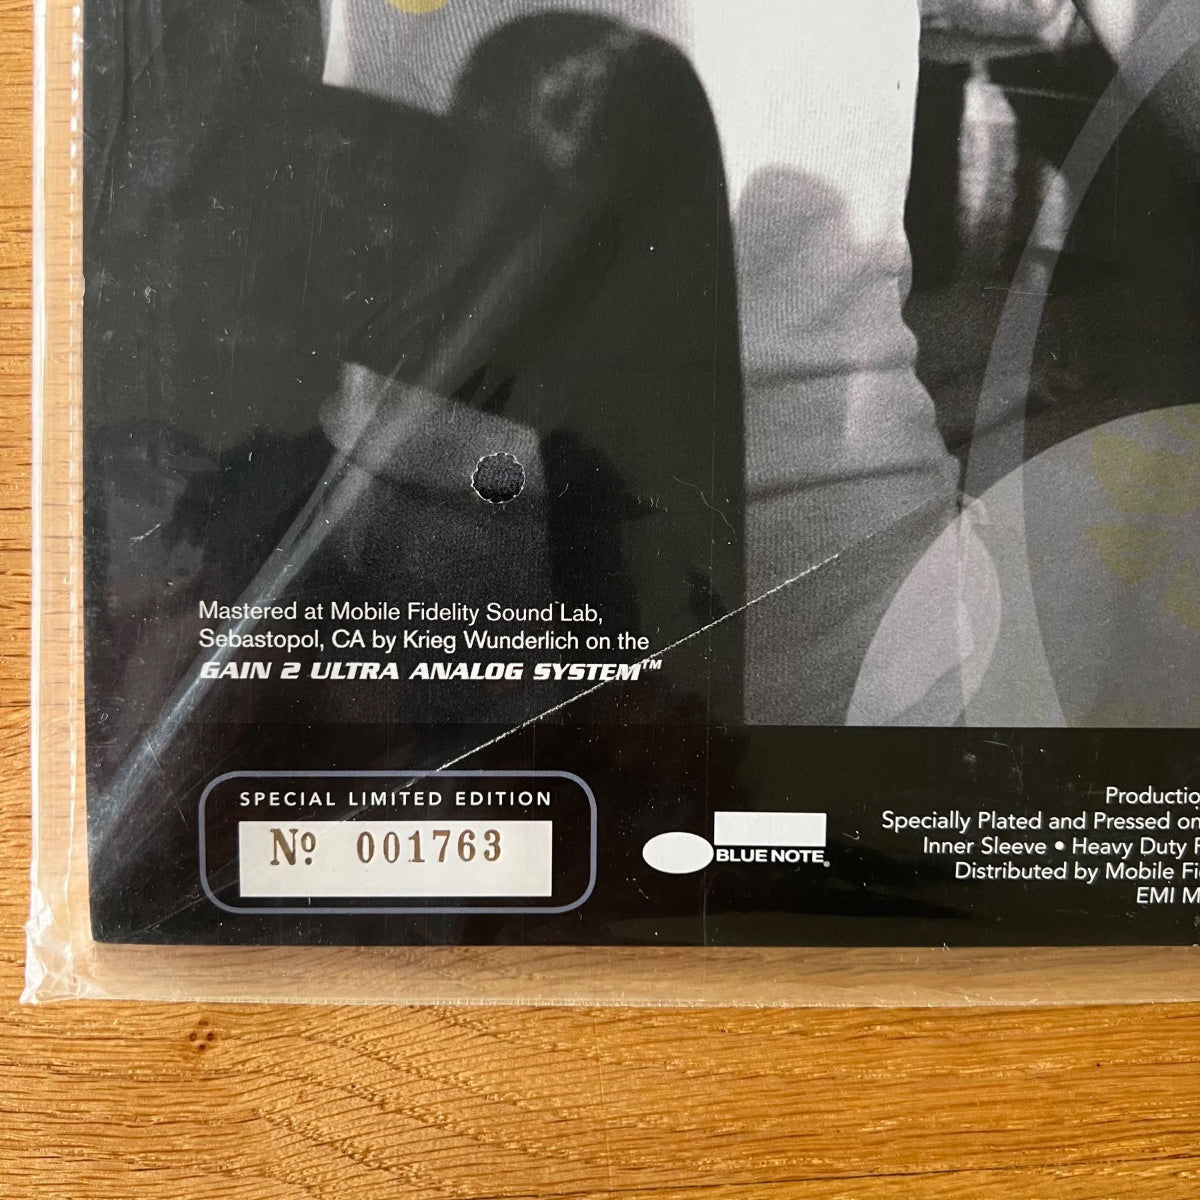 Mastered at Mobile Fidelity Sound Lab,
Sebastopol, CA by Krieg Wunderlich on the
GAIN 2 ULTRA ANALOG SYSTEM™
SPECIAL LIMITED EDITION
Nº 001763
BLUE NOTE®
Specially Plated and Pressed on
Inner Sleeve • Heavy Duty
Distributed by Mobile
EMI